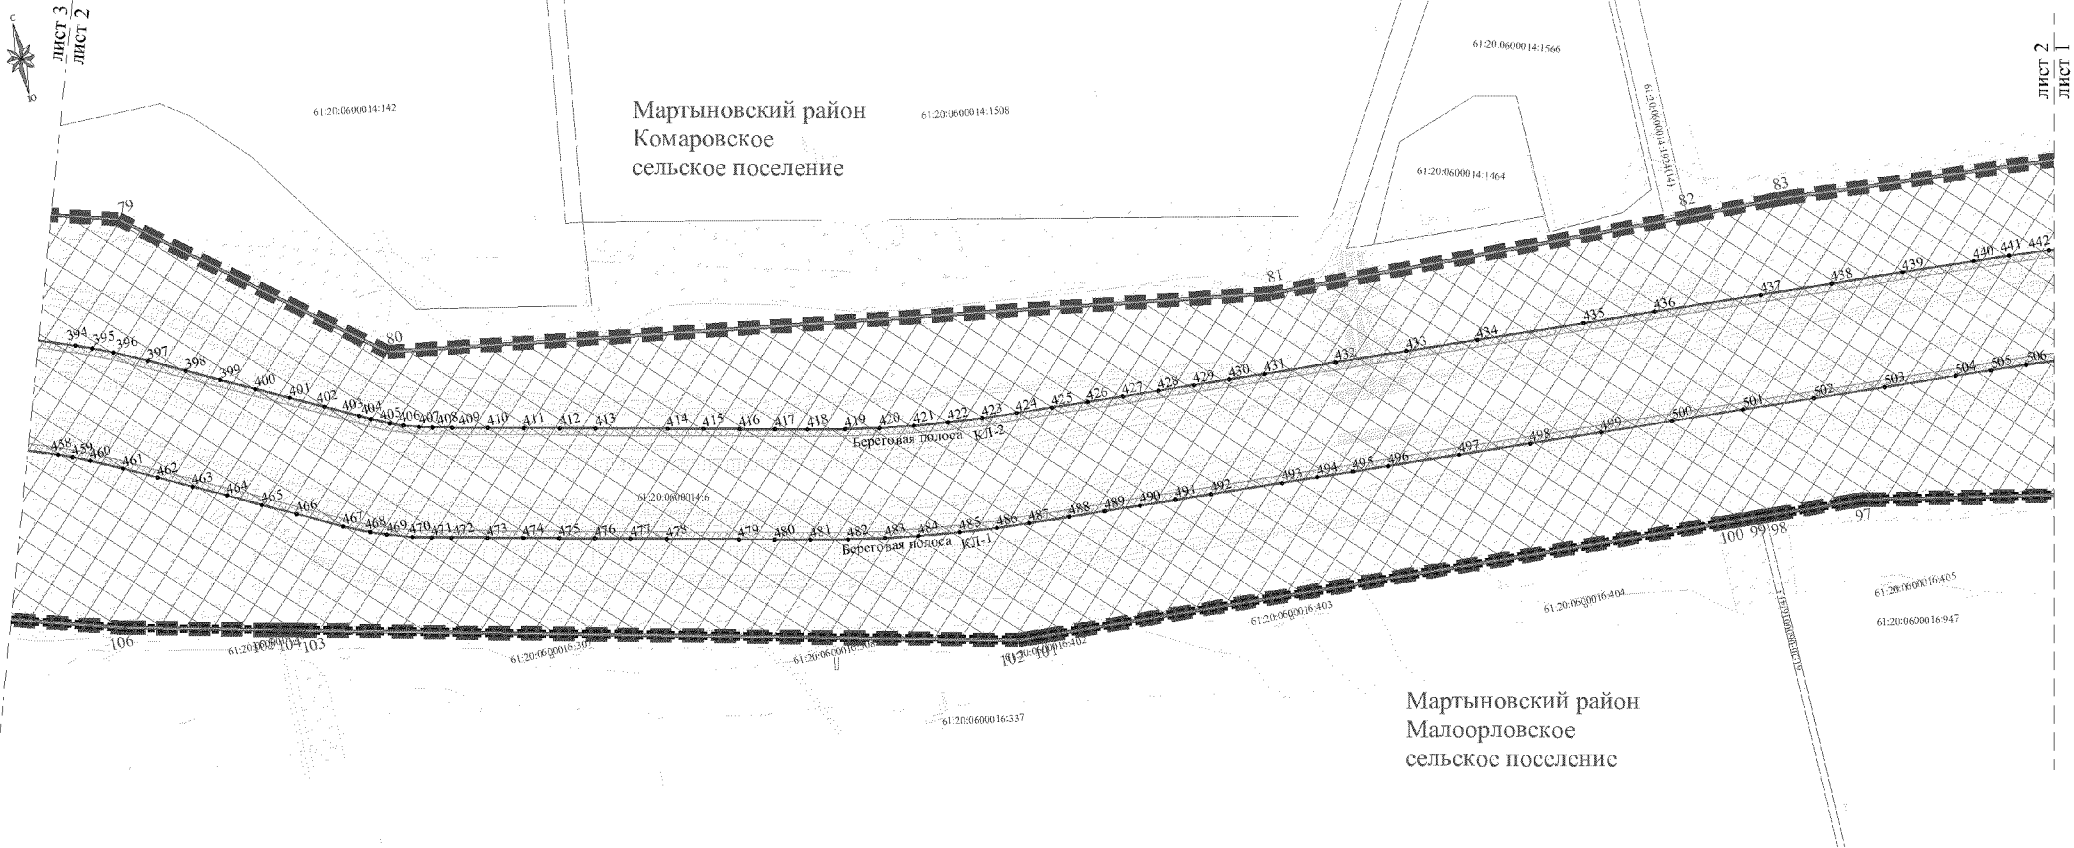 С
Ю
лист 3
лист 2
лист 2
лист 1
61:20:0600014:142
Мартыновский район
Комаровское
сельское поселение
61:20:0600014:1508
61:20:0600014:1566
61:20:0600014:1464
79
80
81
82
83
394 395 396 397 398 399 400 401 402 403 404 405 406 407 408 409 410 411 412 413 414 415 416 417 418 419 420 421 422 423 424 425 426 427 428 429 430 431 432 433 434 435 436 437 438 439 440 441 442
Береговая полоса КЛ-2
61:20:0600014:6
458 459 460 461 462 463 464 465 466 467 468 469 470 471 472 473 474 475 476 477 478 479 480 481 482 483 484 485 486 487 488 489 490 491 492 493 494 495 496 497 498 499 500 501 502 503 504 505 506
Береговая полоса КЛ-1
106
104 103
102 101
100 99 98
97
61:20:0600016:403
61:20:0600016:404
61:20:0600016:405
61:20:0600016:947
61:20:0600016:402
61:20:0600016:337
Мартыновский район
Малоорловское
сельское поселение